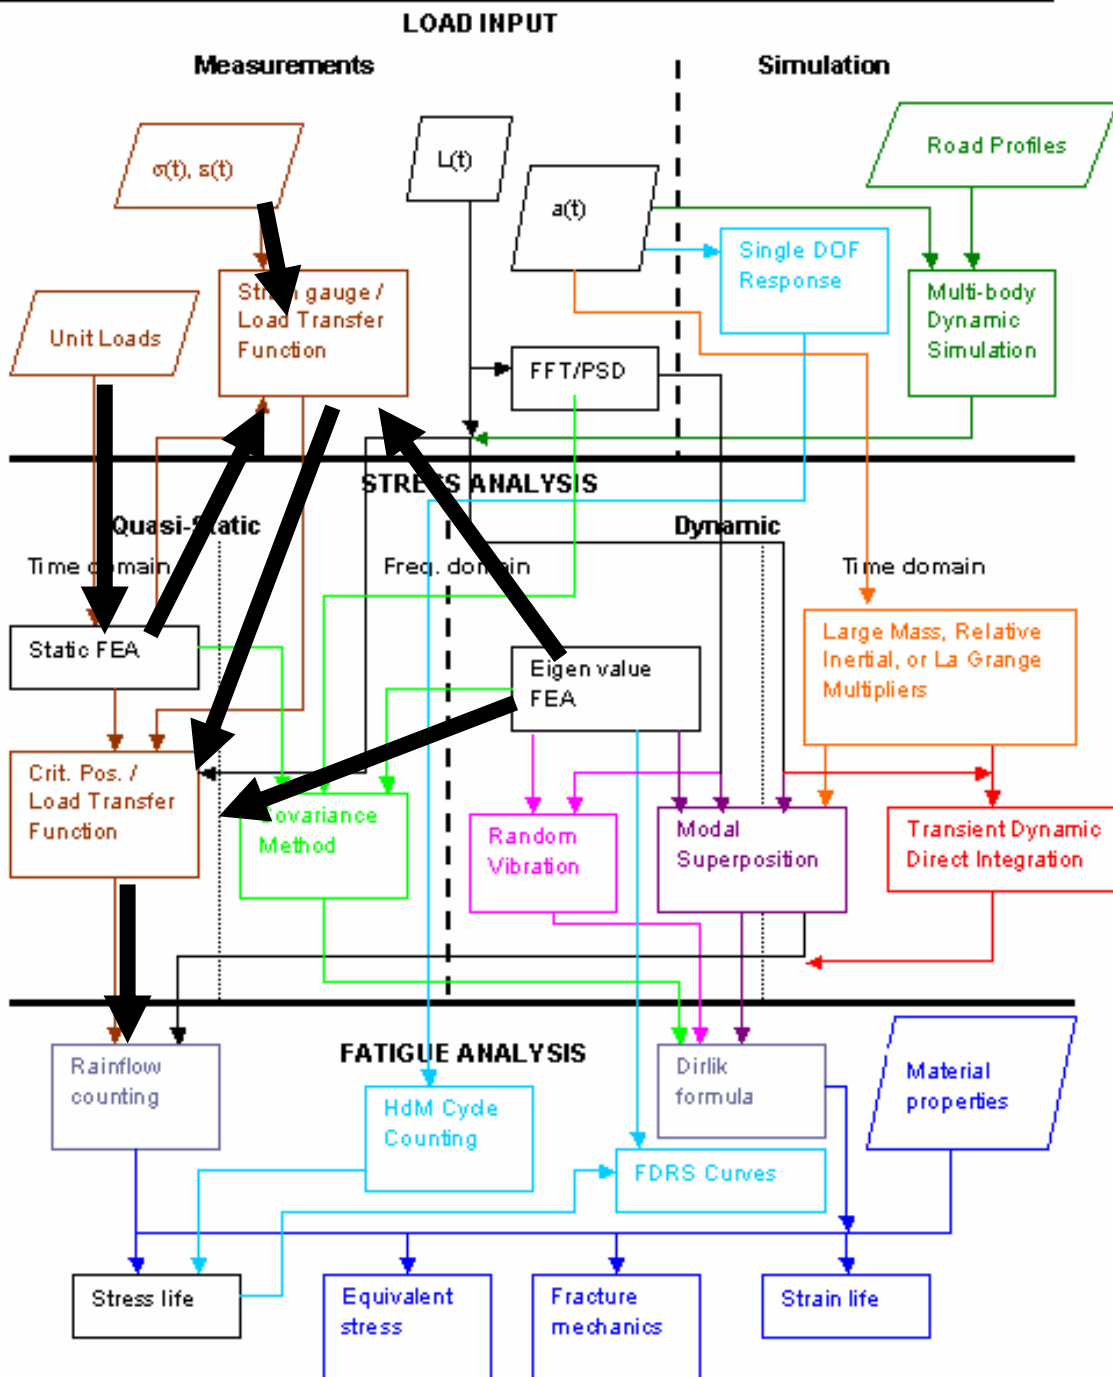 LOAD INPUT
Measurements
Simulation
σ(t), ε(t)
L(t)
a(t)
Road Profiles
Single DOF
Response
Multi-body
Dynamic
Simulation
Unit Loads
Strain gauge /
Load Transfer
Function
FFT/PSD
STRESS ANALYSIS
Quasi-Static
Dynamic
Time domain
Freq. domain
Time domain
Static FEA
Eigen value
FEA
Large Mass, Relative
Inertial, or La Grange
Multipliers
Crit. Pos. /
Load Transfer
Function
Covariance
Method
Random
Vibration
Modal
Superposition
Transient Dynamic
Direct Integration
FATIGUE ANALYSIS
Rainflow
counting
HdM Cycle
Counting
Dirlik
formula
Material
properties
FDRS Curves
Stress life
Equivalent
stress
Fracture
mechanics
Strain life